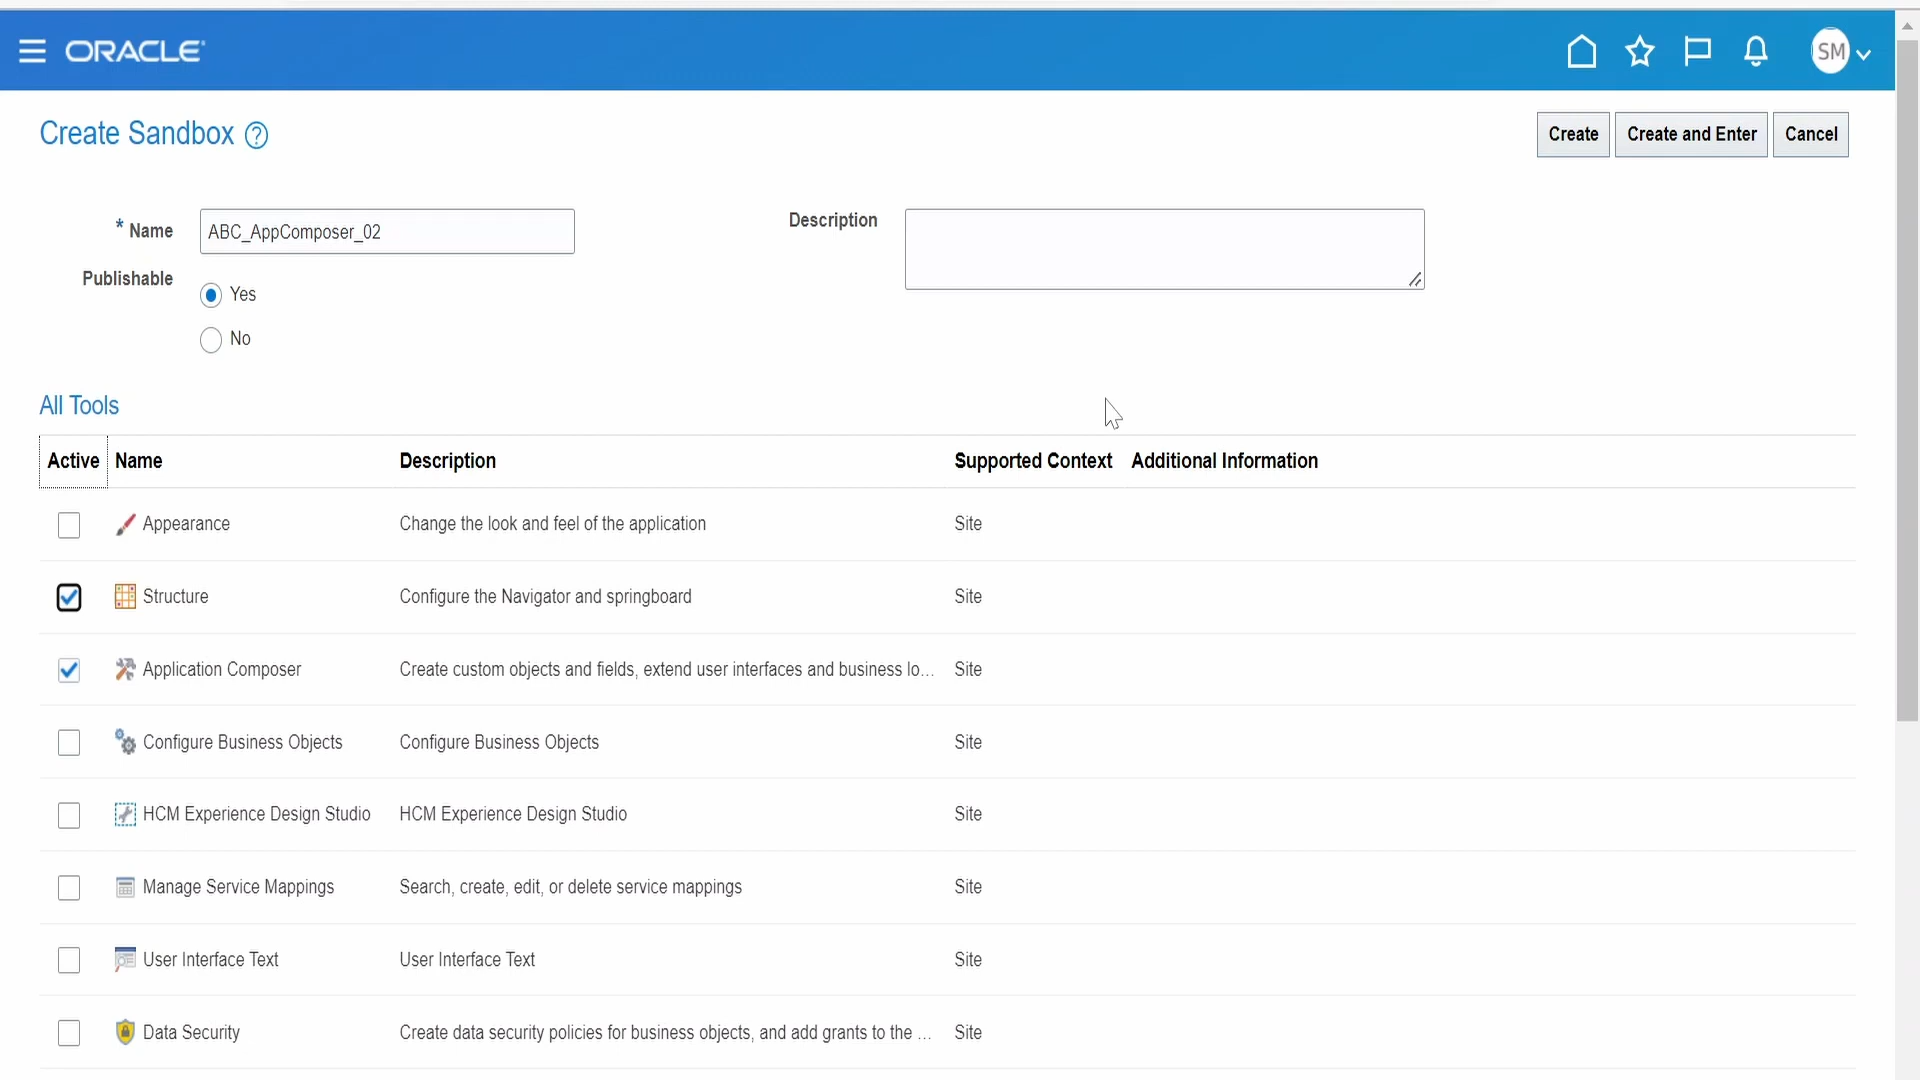 ORACLE
SM
Create Sandbox ?
Create Create and Enter Cancel
* Name ABC_AppComposer_02
Description
Publishable
Yes
No
All Tools
Active Name Description Supported Context Additional Information
Appearance Change the look and feel of the application Site
Structure Configure the Navigator and springboard Site
Application Composer Create custom objects and fields, extend user interfaces and business lo... Site
Configure Business Objects Configure Business Objects Site
HCM Experience Design Studio HCM Experience Design Studio Site
Manage Service Mappings Search, create, edit, or delete service mappings Site
User Interface Text User Interface Text Site
Data Security Create data security policies for business objects, and add grants to the ... Site